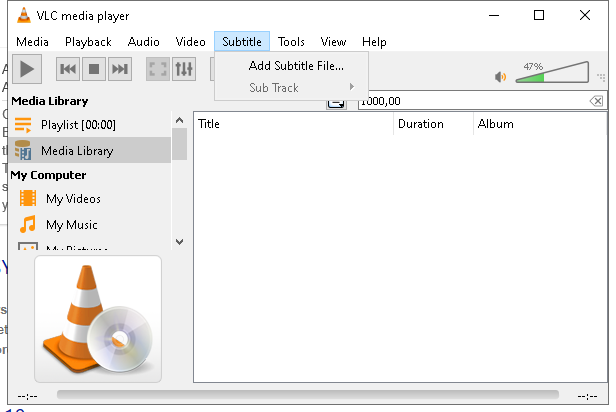 VLC media player
Media Playback Audio Video Subtitle Tools View Help
Add Subtitle File...
Sub Track
47%
1000,00
Media Library
Playlist [00:00]
Media Library
My Computer
My Videos
My Music
My Pictures
Title Duration Album
--:-- --:--